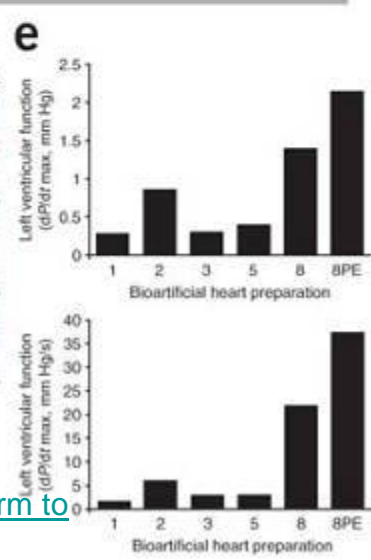 e
Left ventricular function
(dP/dt max, mm Hg)
2.5
2
1.5
1
0.5
0
1 2 3 5 8 8PE
Bioartificial heart preparation
Left ventricular function
(dP/dt max, mm Hg/s)
40
35
30
25
20
15
10
5
0
rm to
1 2 3 5 8 8PE
Bioartificial heart preparation